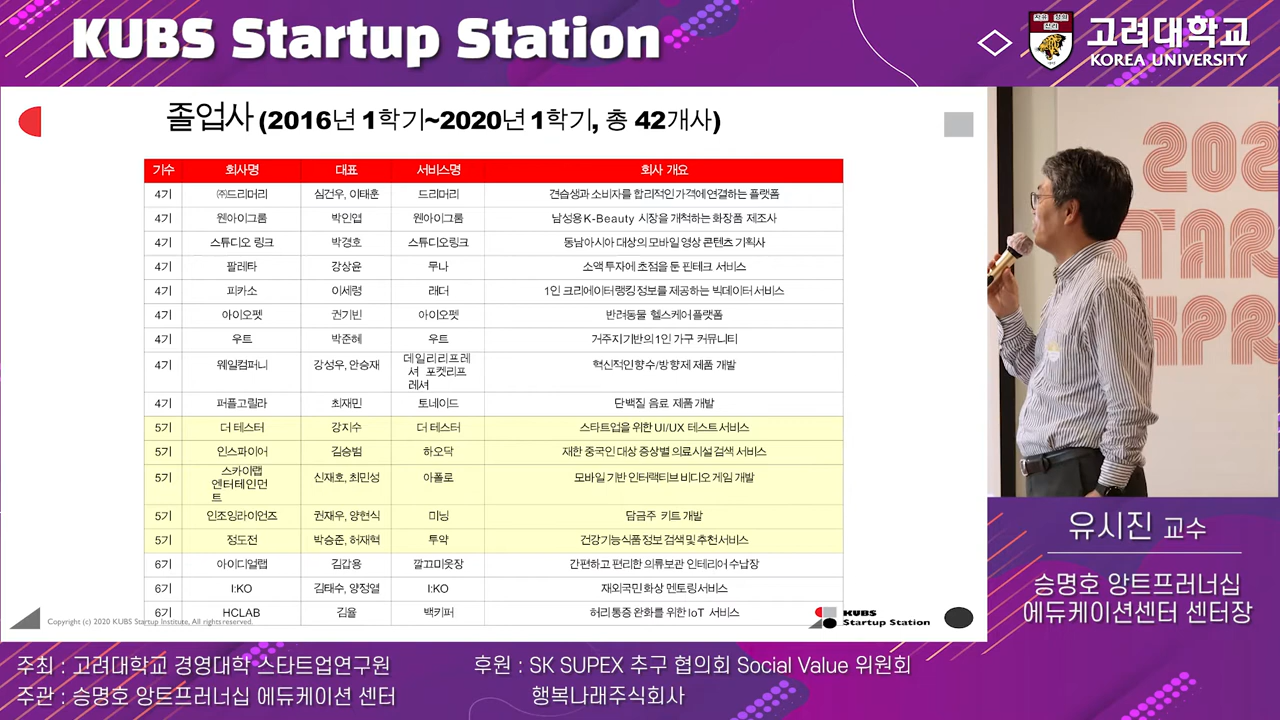 KUBS Startup Station
자유 정의 진리
고려대학교
KOREA UNIVERSITY
졸업사 (2016년 1학기~2020년 1학기, 총 42개사)
기수 회사명 대표 서비스명 회사 개요
4기 ㈜드리머리 심건우, 이태훈 드리머리 견습생과 소비자를 합리적인 가격에 연결하는 플랫폼
4기 웬아이그룸 박인엽 웬아이그룸 남성용 K-Beauty 시장을 개척하는 화장품 제조사
4기 스튜디오 링크 박경호 스튜디오링크 동남아시아 대상의 모바일 영상 콘텐츠 기획사
4기 팔레타 강상윤 무나 소액 투자에 초점을 둔 핀테크 서비스
4기 피카소 이세령 래더 1인 크리에이터 랭킹 정보를 제공하는 빅데이터 서비스
4기 아이오펫 권기빈 아이오펫 반려동물 헬스케어 플랫폼
4기 우트 박준혜 우트 거주지 기반의 1인 가구 커뮤니티
4기 웨일컴퍼니 강성우, 안승재 데일리리프레
셔 포켓리프
레셔 혁신적인 향수/방향제 제품 개발
4기 퍼플고릴라 최재민 토네이드 단백질 음료 제품 개발
5기 더 테스터 강지수 더 테스터 스타트업을 위한 UI/UX 테스트 서비스
5기 인스파이어 김승범 하오닥 재한 중국인 대상 증상별 의료시설 검색 서비스
5기 스카이랩
엔터테인먼
트 신재호, 최민성 아폴로 모바일 기반 인터랙티브 비디오 게임 개발
5기 인조잉라이언즈 권재우, 양현식 미닝 담금주 키트 개발
5기 정도전 박승준, 허재혁 투약 건강기능식품 정보 검색 및 추천 서비스
6기 아이디얼랩 김갑용 깔끄미옷장 간편하고 편리한 의류보관 인테리어 수납장
6기 I:KO 김태수, 양정열 I:KO 재외국민 화상 멘토링 서비스
6기 HCLAB 김율 백키퍼 허리 통증 완화를 위한 IoT 서비스
Copyright (c) 2020 KUBS Startup Institute, All rights reserved.
KUBS
Startup Station
202
TAR
XPR
유시진 교수
승명호 앙트프러너십
에듀케이션센터 센터장
주최 : 고려대학교 경영대학 스타트업연구원
주관 : 승명호 앙트프러너십 에듀케이션 센터
후원 : SK SUPEX 추구 협의회 Social Value 위원회
행복나래주식회사